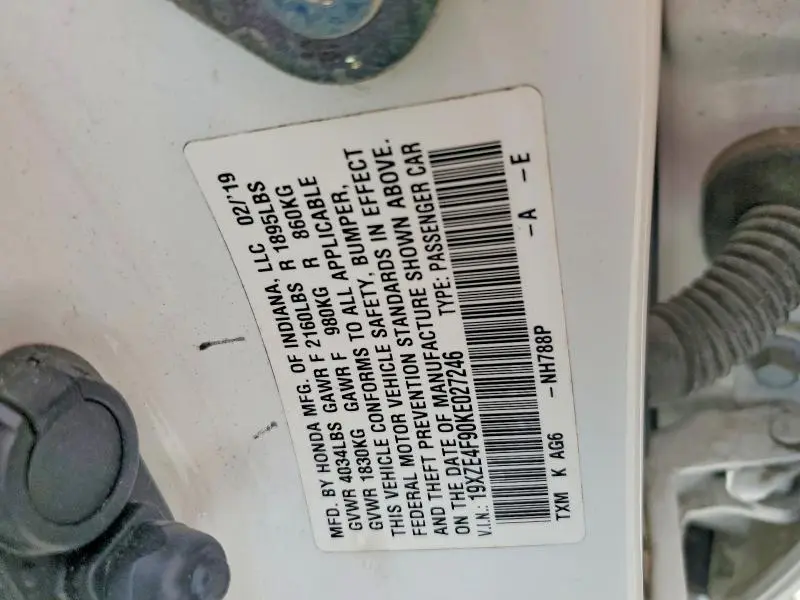 MFD. BY HONDA MFG. OF INDIANA, LLC 02/'19
GVWR 4034LBS GAWR F 2160LBS R 1895LBS
GVWR 1830KG GAWR F 980KG R 860KG
THIS VEHICLE CONFORMS TO ALL APPLICABLE
FEDERAL MOTOR VEHICLE SAFETY, BUMPER,
AND THEFT PREVENTION STANDARDS IN EFFECT
ON THE DATE OF MANUFACTURE SHOWN ABOVE.
V.I.N.: 19XZE4F90KE027246 TYPE: PASSENGER CAR
TXM K AG6 -NH788P -A -E